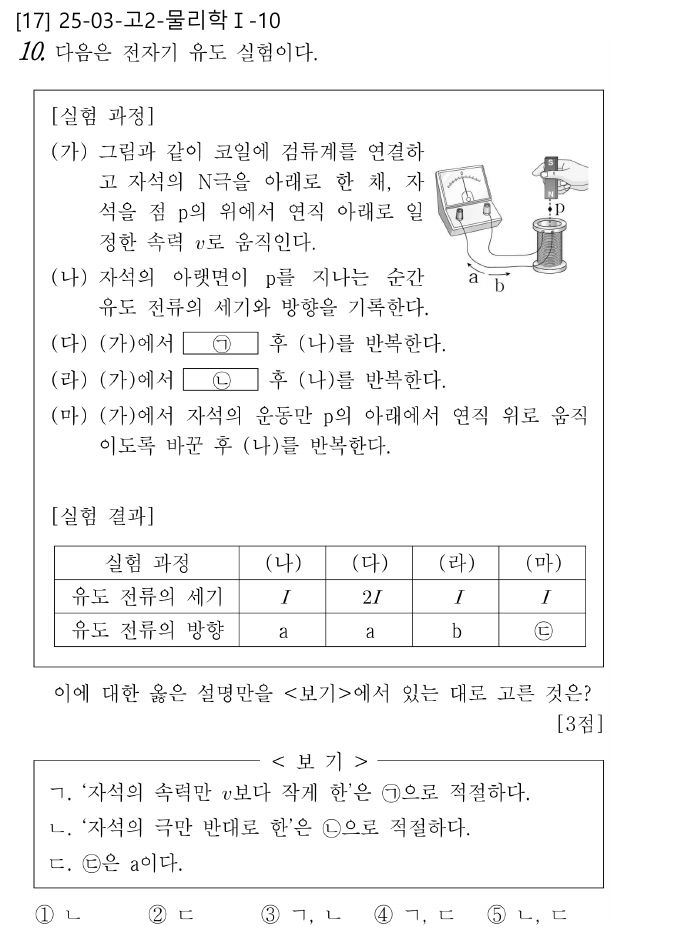 [17] 25-03-고2-물리학Ⅰ-10
10. 다음은 전자기 유도 실험이다.
[실험 과정]
(가) 그림과 같이 코일에 검류계를 연결하
고 자석의 N극을 아래로 한 채, 자
석을 점 p의 위에서 연직 아래로 일
정한 속력 v로 움직인다.
S
N
p
a
b
(나) 자석의 아랫면이 p를 지나는 순간
유도 전류의 세기와 방향을 기록한다.
(다) (가)에서 ㉠ 후 (나)를 반복한다.
(라) (가)에서 ㉡ 후 (나)를 반복한다.
(마) (가)에서 자석의 운동만 p의 아래에서 연직 위로 움직
이도록 바꾼 후 (나)를 반복한다.
[실험 결과]
실험 과정 (나) (다) (라) (마)
유도 전류의 세기 I 2I I I
유도 전류의 방향 a a b ㉢
이에 대한 옳은 설명만을 <보기>에서 있는 대로 고른 것은?
[3점]
< 보 기 >
ㄱ. ‘자석의 속력만 v보다 작게 한’은 ㉠으로 적절하다.
ㄴ. ‘자석의 극만 반대로 한’은 ㉡으로 적절하다.
ㄷ. ㉢은 a이다.
① ㄴ ② ㄷ ③ ㄱ, ㄴ ④ ㄱ, ㄷ ⑤ ㄴ, ㄷ